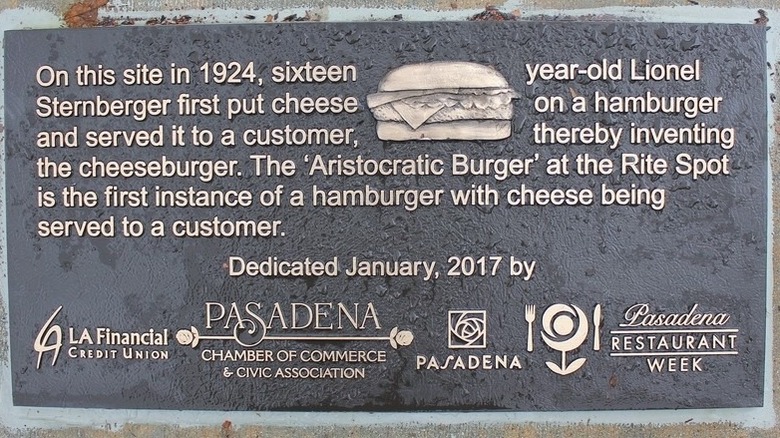 On this site in 1924, sixteen year-old Lionel
Sternberger first put cheese on a hamburger
and served it to a customer, thereby inventing
the cheeseburger. The ‘Aristocratic Burger’ at the Rite Spot
is the first instance of a hamburger with cheese being
served to a customer.
Dedicated January, 2017 by
LA Financial
CREDIT UNION
PASADENA
CHAMBER OF COMMERCE
& CIVIC ASSOCIATION
PASADENA
Pasadena
RESTAURANT
WEEK